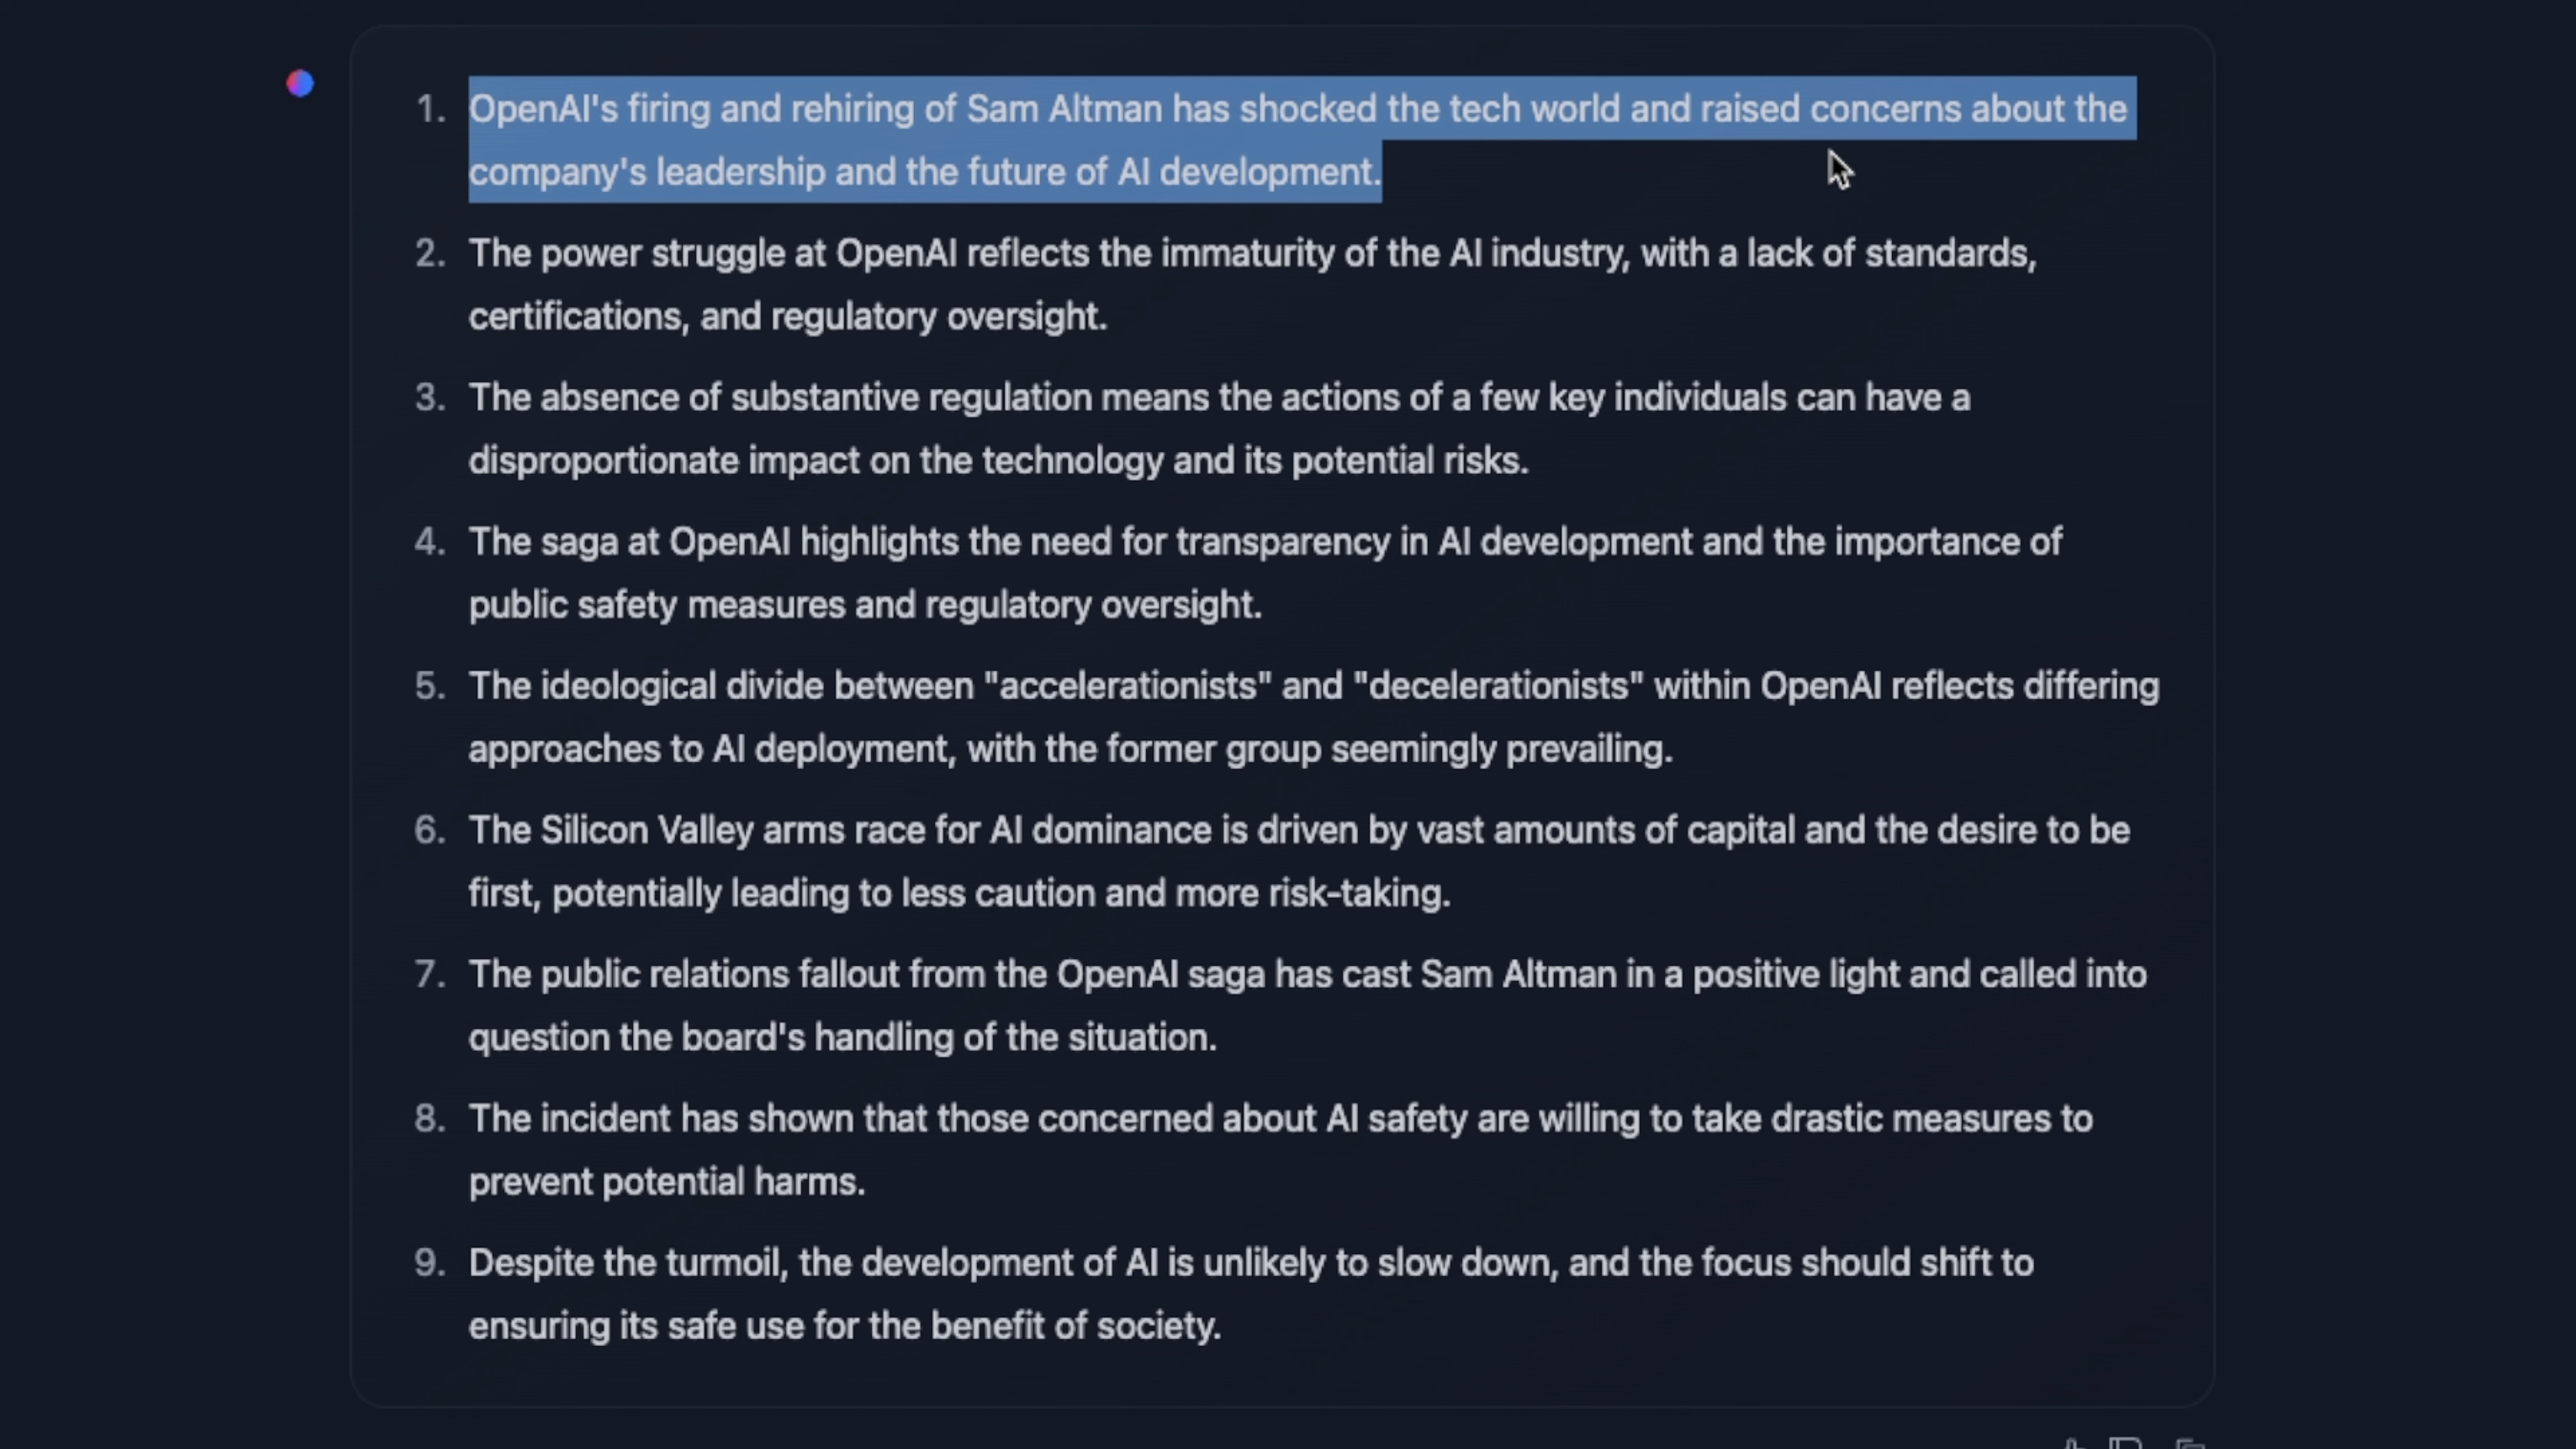 1. OpenAI's firing and rehiring of Sam Altman has shocked the tech world and raised concerns about the
company's leadership and the future of AI development.
2. The power struggle at OpenAI reflects the immaturity of the AI industry, with a lack of standards,
certifications, and regulatory oversight.
3. The absence of substantive regulation means the actions of a few key individuals can have a
disproportionate impact on the technology and its potential risks.
4. The saga at OpenAI highlights the need for transparency in AI development and the importance of
public safety measures and regulatory oversight.
5. The ideological divide between "accelerationists" and "decelerationists" within OpenAI reflects differing
approaches to AI deployment, with the former group seemingly prevailing.
6. The Silicon Valley arms race for AI dominance is driven by vast amounts of capital and the desire to be
first, potentially leading to less caution and more risk-taking.
7. The public relations fallout from the OpenAI saga has cast Sam Altman in a positive light and called into
question the board's handling of the situation.
8. The incident has shown that those concerned about AI safety are willing to take drastic measures to
prevent potential harms.
9. Despite the turmoil, the development of AI is unlikely to slow down, and the focus should shift to
ensuring its safe use for the benefit of society.